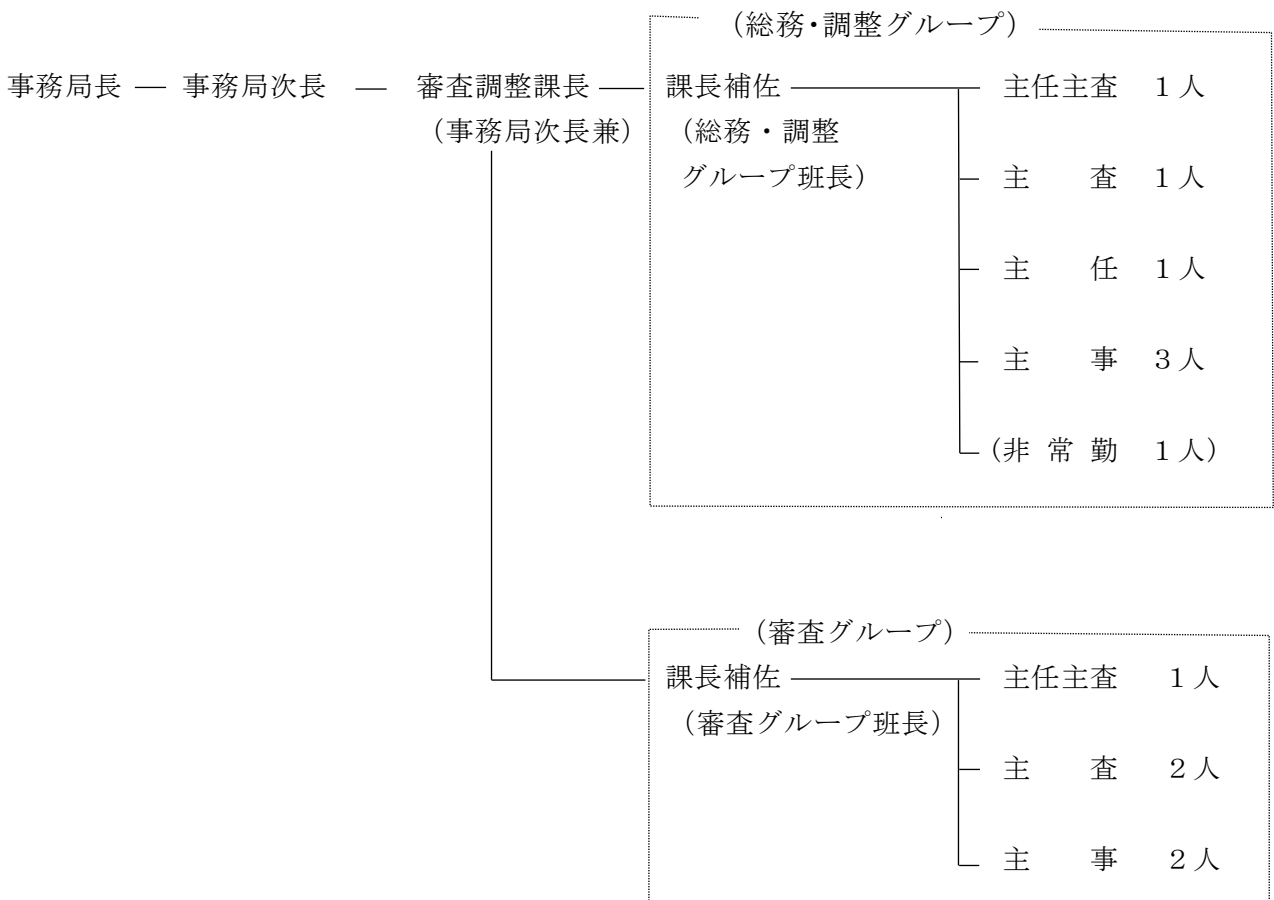 (総務・調整グループ)
事務局長 ― 事務局次長 ― 審査調整課長 ― 課長補佐 ― 主任主査 1人
(事務局次長兼) (総務・調整
グループ班長) 主 査 1人
主 任 1人
主 事 3人
(非 常 勤 1人)
(審査グループ)
課長補佐 ― 主任主査 1人
(審査グループ班長)
主 査 2人
主 事 2人